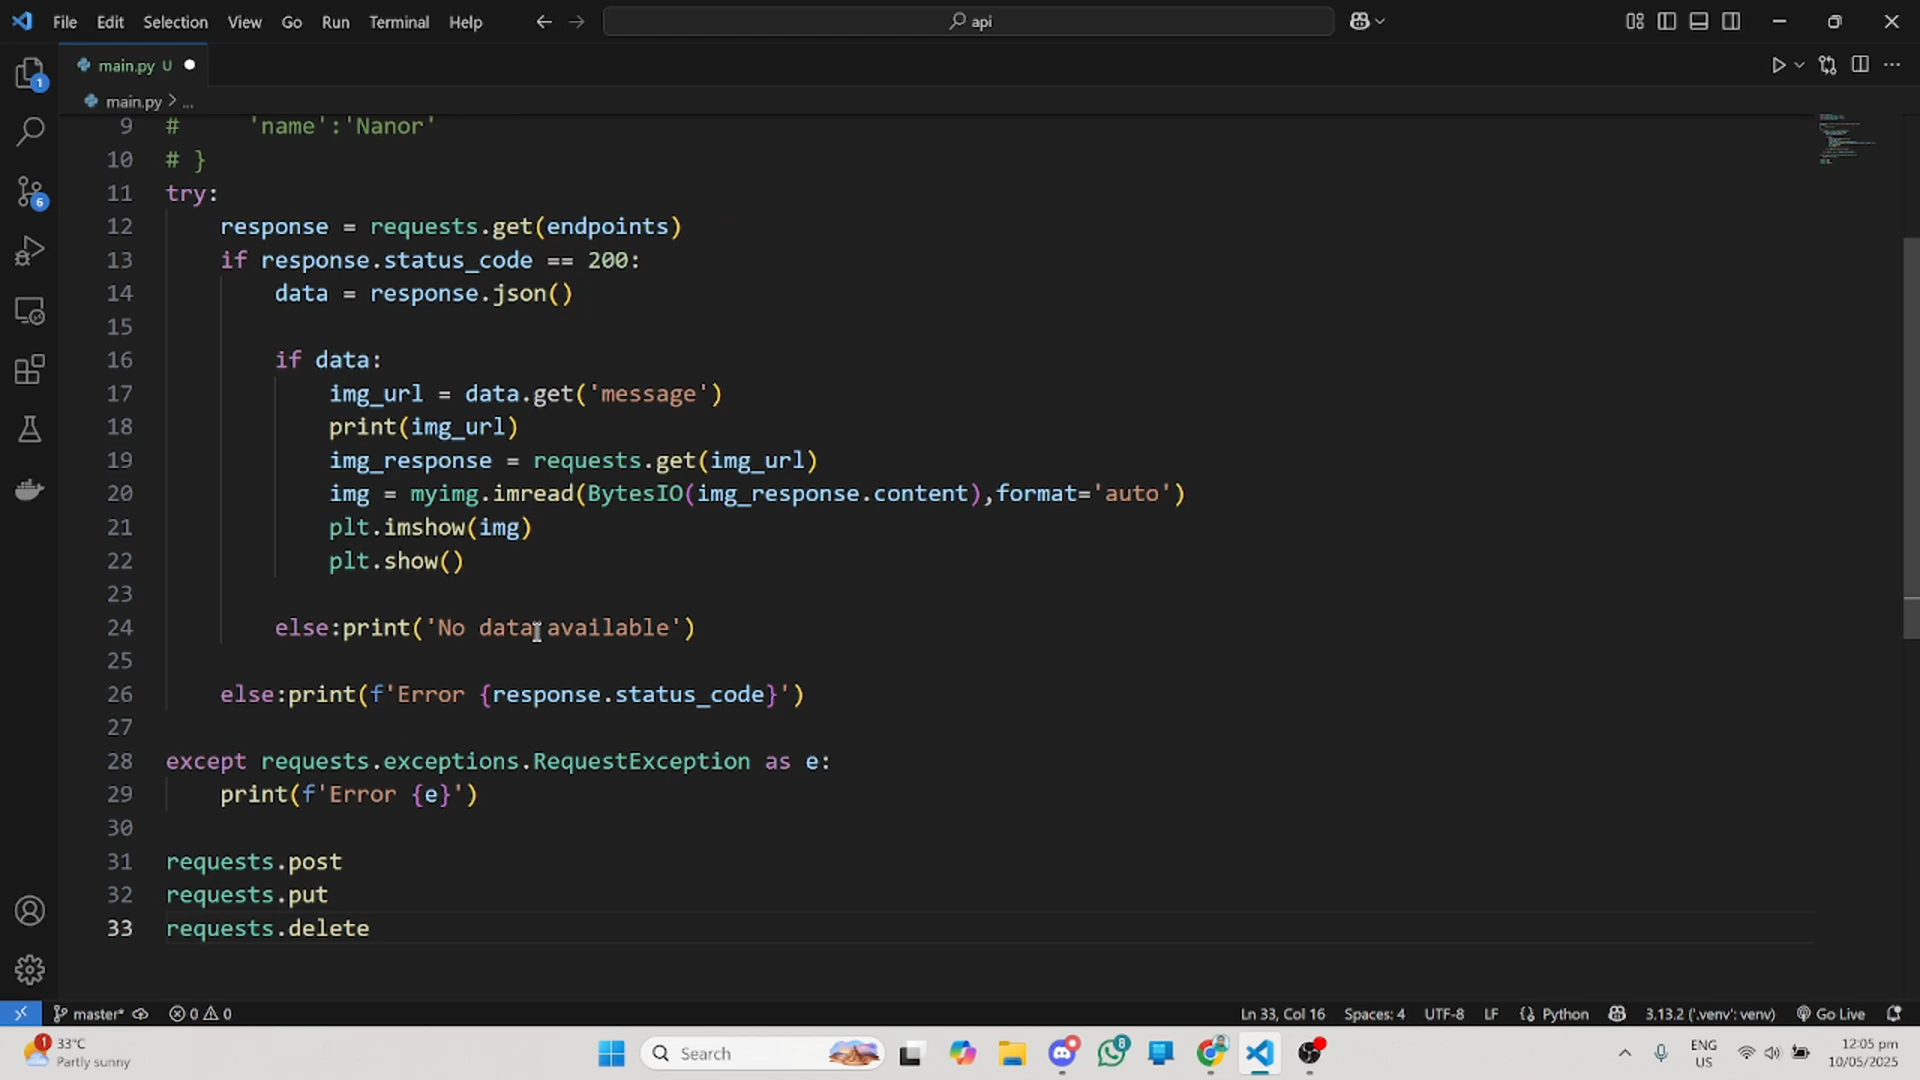 File Edit Selection View Go Run Terminal Help
api
main.py U
main.py > ...
9 # 'name':'Nanor'
10 # }
11 try:
12 response = requests.get(endpoints)
13 if response.status_code == 200:
14 data = response.json()
15
16 if data:
17 img_url = data.get('message')
18 print(img_url)
19 img_response = requests.get(img_url)
20 img = myimg.imread(BytesIO(img_response.content),format='auto')
21 plt.imshow(img)
22 plt.show()
23
24 else:print('No data available')
25
26 else:print(f'Error {response.status_code}')
27
28 except requests.exceptions.RequestException as e:
29 print(f'Error {e}')
30
31 requests.post
32 requests.put
33 requests.delete
1
6
master* 0 0 Ln 33, Col 16 Spaces: 4 UTF-8 LF Python 3.13.2 ('.venv': venv) Go Live
1 33°C
Partly sunny
Search
8
ENG
US
12:05 pm
10/05/2025